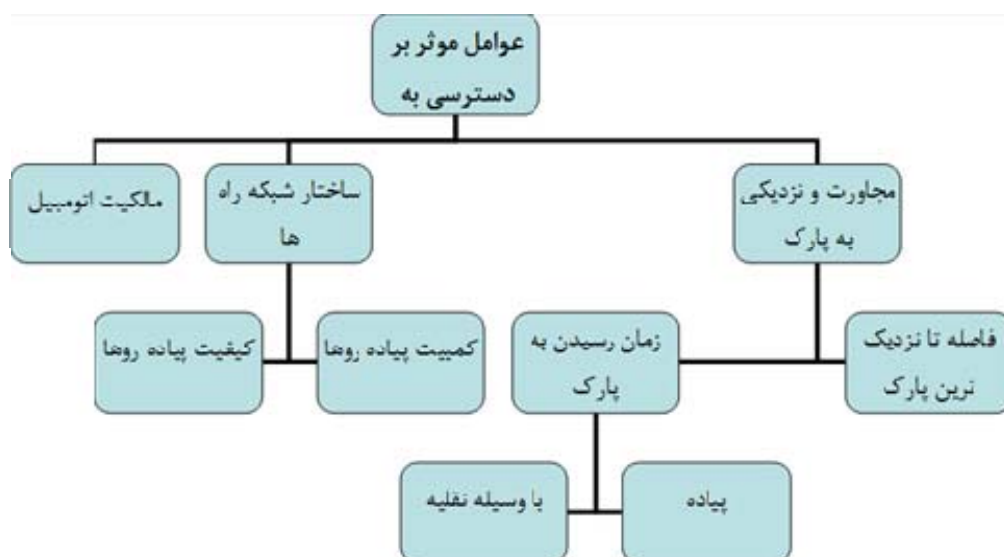 عوامل موثر بر
دسترسی به
مجاورت و نزدیکی
به پارک
ساختار شبکه راه
ها
مالکیت اتومبیل
فاصله تا نزدیک
ترین پارک
زمان رسیدن به
پارک
کمییت پیاده روها
کیفیت پیاده روها
پیاده
با وسیله نقلیه